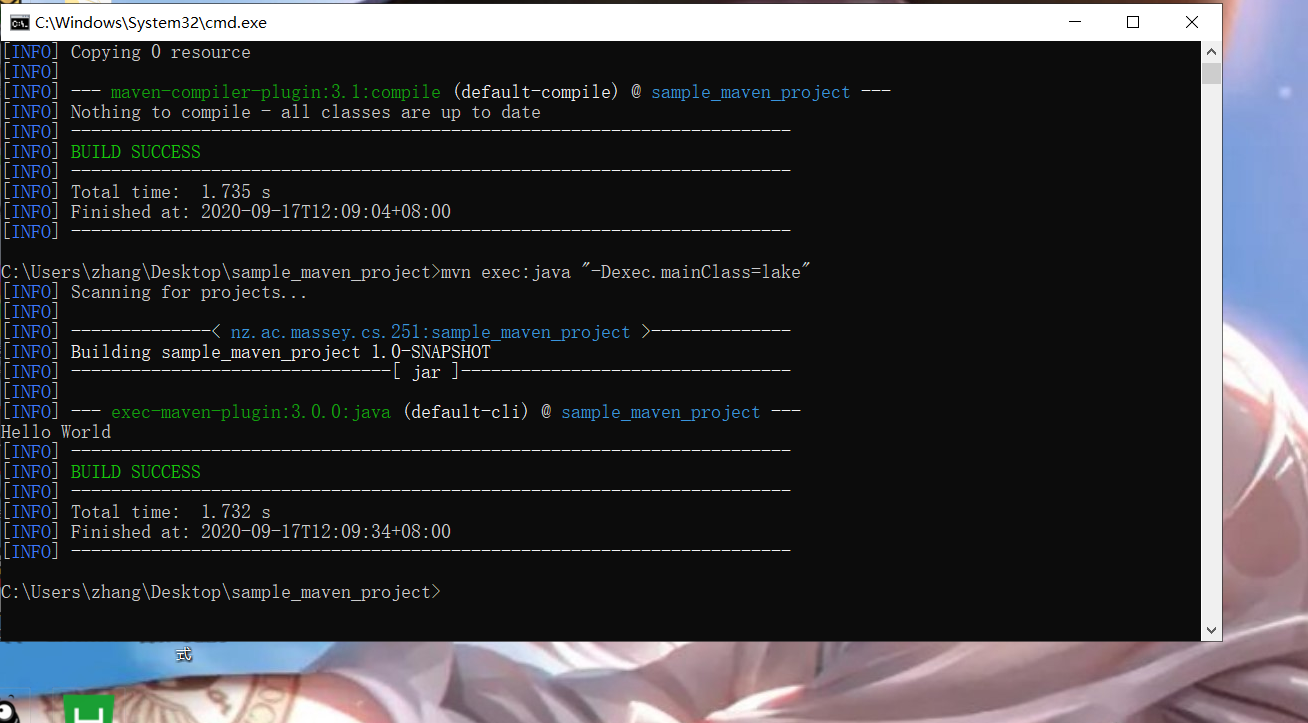 C:\Windows\System32\cmd.exe
[INFO] Copying 0 resource
[INFO]
[INFO] --- maven-compiler-plugin:3.1:compile (default-compile) @ sample_maven_project ---
[INFO] Nothing to compile - all classes are up to date
[INFO] ------------------------------------------------------------------------
[INFO] BUILD SUCCESS
[INFO] ------------------------------------------------------------------------
[INFO] Total time:  1.735 s
[INFO] Finished at: 2020-09-17T12:09:04+08:00
[INFO] ------------------------------------------------------------------------
C:\Users\zhang\Desktop\sample_maven_project>mvn exec:java "-Dexec.mainClass=lake"
[INFO] Scanning for projects...
[INFO]
[INFO] --------------< nz.ac.massey.cs.251:sample_maven_project >--------------
[INFO] Building sample_maven_project 1.0-SNAPSHOT
[INFO] --------------------------------[ jar ]---------------------------------
[INFO]
[INFO] --- exec-maven-plugin:3.0.0:java (default-cli) @ sample_maven_project ---
Hello World
[INFO] ------------------------------------------------------------------------
[INFO] BUILD SUCCESS
[INFO] ------------------------------------------------------------------------
[INFO] Total time:  1.732 s
[INFO] Finished at: 2020-09-17T12:09:34+08:00
[INFO] ------------------------------------------------------------------------
C:\Users\zhang\Desktop\sample_maven_project>
式